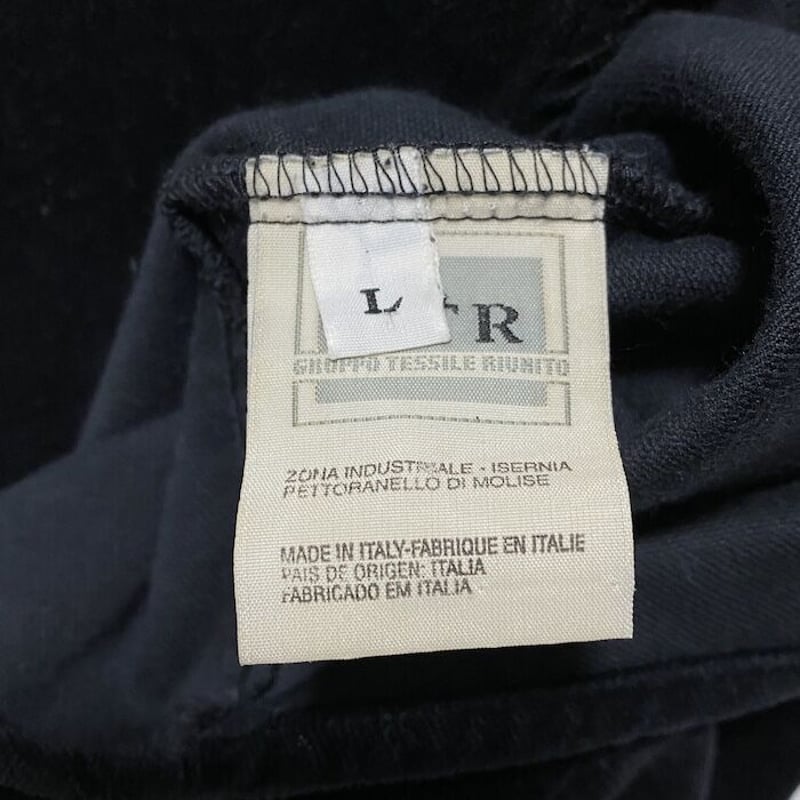 L
R
GRUPPO TESSILE RIUNITO
ZONA INDUSTRIALE - ISERNIA
PETTORANELLO DI MOLISE
MADE IN ITALY-FABRIQUE EN ITALIE
PAIS DE ORIGEN: ITALIA
FABRICADO EM ITALIA